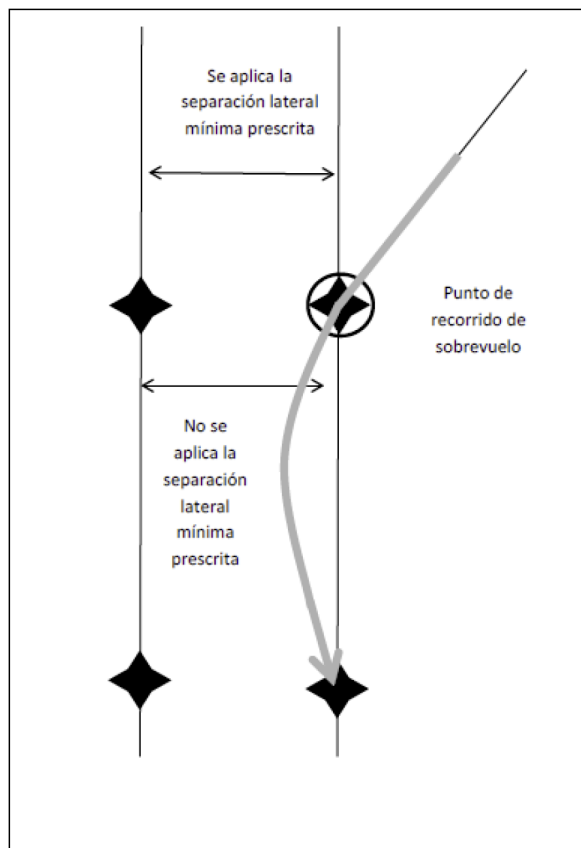 Se aplica la
separación lateral
mínima prescrita
Punto de
recorrido de
sobrevuelo
No se
aplica la
separación
lateral
mínima
prescrita